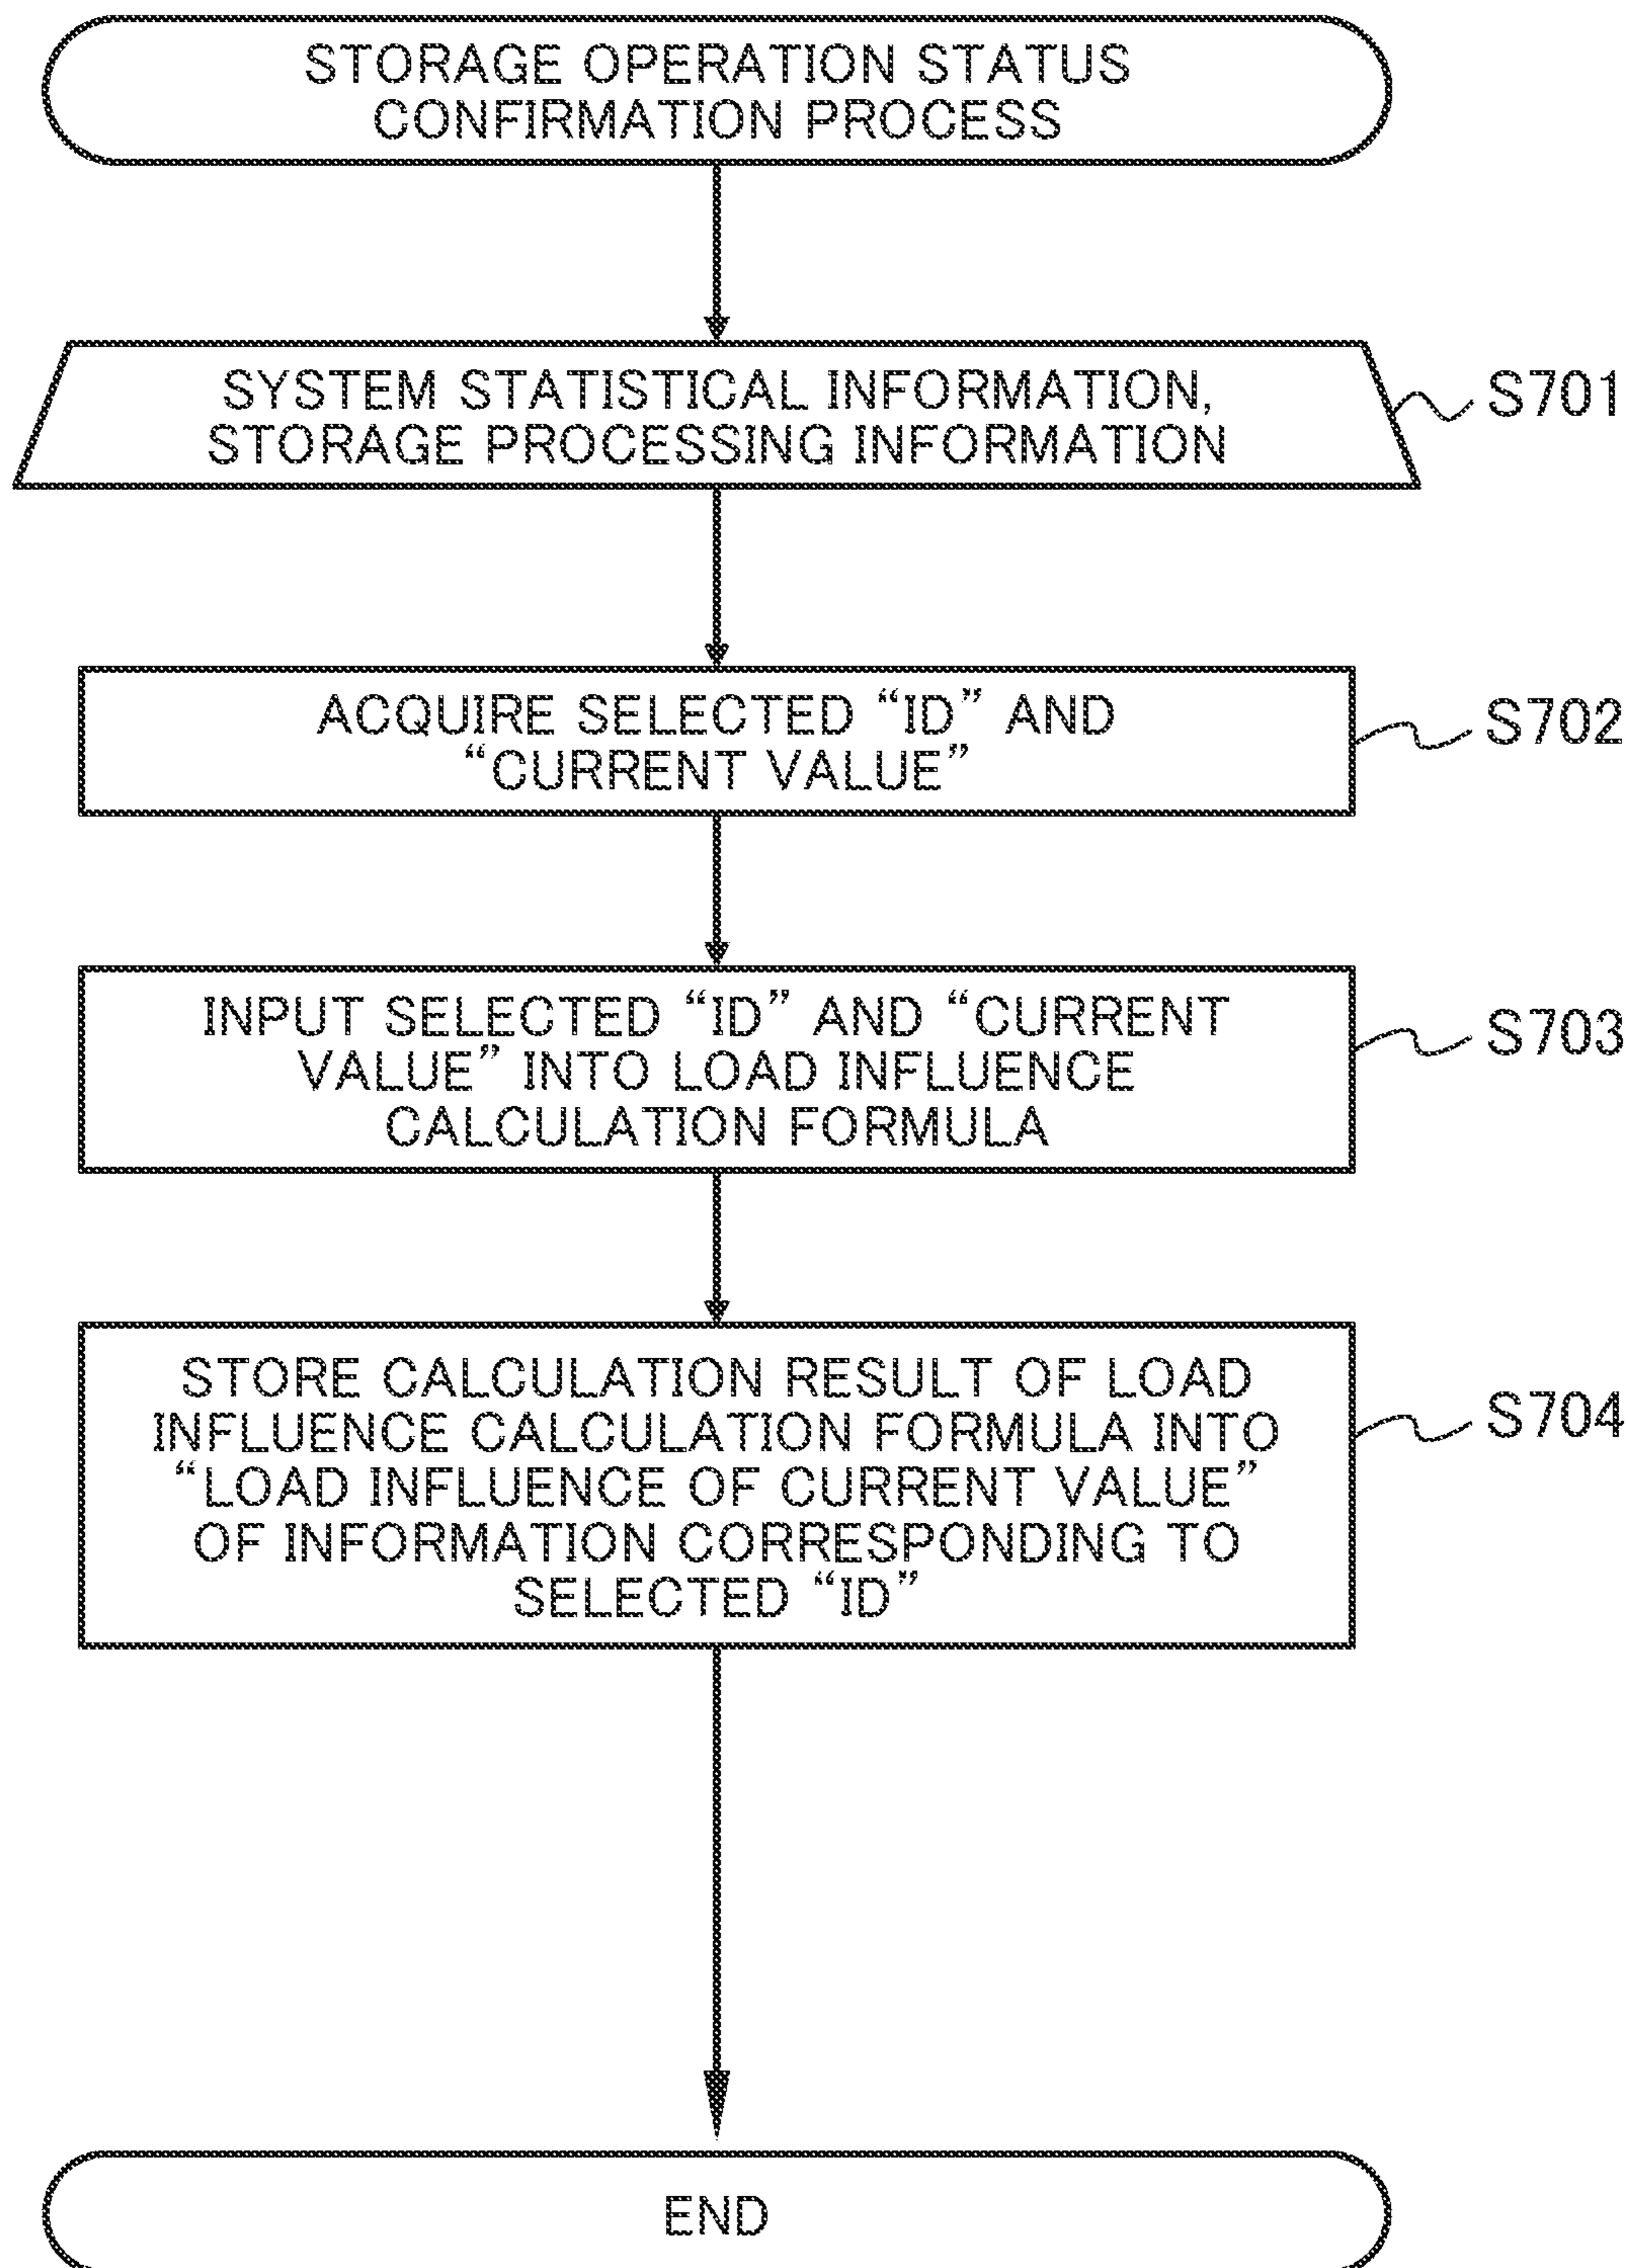 STORAGE OPERATION STATUS
CONFIRMATION PROCESS
SYSTEM STATISTICAL INFORMATION,
STORAGE PROCESSING INFORMATION
S701
ACQUIRE SELECTED “ID” AND
“CURRENT VALUE”
S702
INPUT SELECTED “ID” AND “CURRENT
VALUE” INTO LOAD INFLUENCE
CALCULATION FORMULA
S703
STORE CALCULATION RESULT OF LOAD
INFLUENCE CALCULATION FORMULA INTO
“LOAD INFLUENCE OF CURRENT VALUE”
OF INFORMATION CORRESPONDING TO
SELECTED “ID”
S704
END